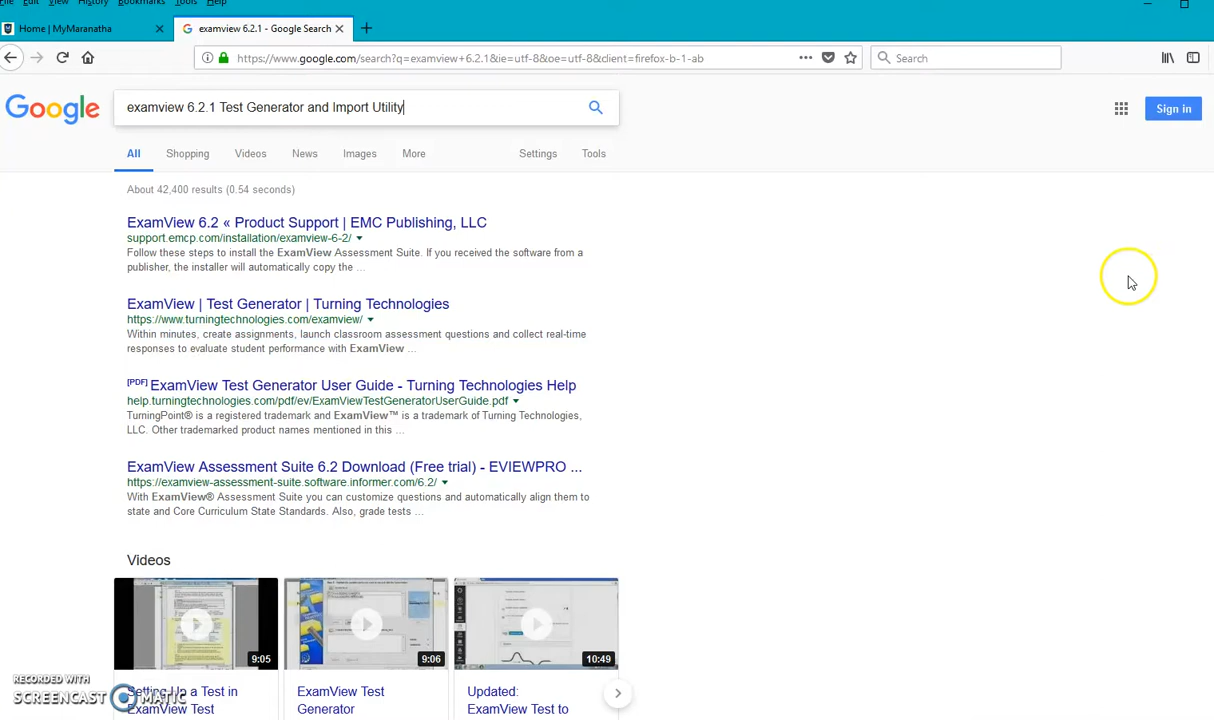 File Edit View History Bookmarks Tools Help
Home | MyMaranatha
examview 6.2.1 - Google Search
https://www.google.com/search?q=examview+6.2.1&ie=utf-8&oe=utf-8&client=firefox-b-1-ab
Search
Google
examview 6.2.1 Test Generator and Import Utility
Sign in
All Shopping Videos News Images More Settings Tools
About 42,400 results (0.54 seconds)
ExamView 6.2 « Product Support | EMC Publishing, LLC
support.emcp.com/installation/examview-6-2/
Follow these steps to install the ExamView Assessment Suite. If you received the software from a
publisher, the installer will automatically copy the ...
ExamView | Test Generator | Turning Technologies
https://www.turningtechnologies.com/examview/
Within minutes, create assignments, launch classroom assessment questions and collect real-time
responses to evaluate student performance with ExamView ...
[PDF] ExamView Test Generator User Guide - Turning Technologies Help
help.turningtechnologies.com/pdf/ev/ExamViewTestGeneratorUserGuide.pdf
TurningPoint® is a registered trademark and ExamView™ is a trademark of Turning Technologies,
LLC. Other trademarked product names mentioned in this ...
ExamView Assessment Suite 6.2 Download (Free trial) - EVIEWPRO ...
https://examview-assessment-suite.software.informer.com/6.2/
With ExamView® Assessment Suite you can customize questions and automatically align them to
state and Core Curriculum State Standards. Also, grade tests ...
Videos
9:05
9:06
10:49
Setting Up a Test in
ExamView Test
ExamView Test
Generator
Updated:
ExamView Test to
RECORDED WITH
SCREENCAST MATIC